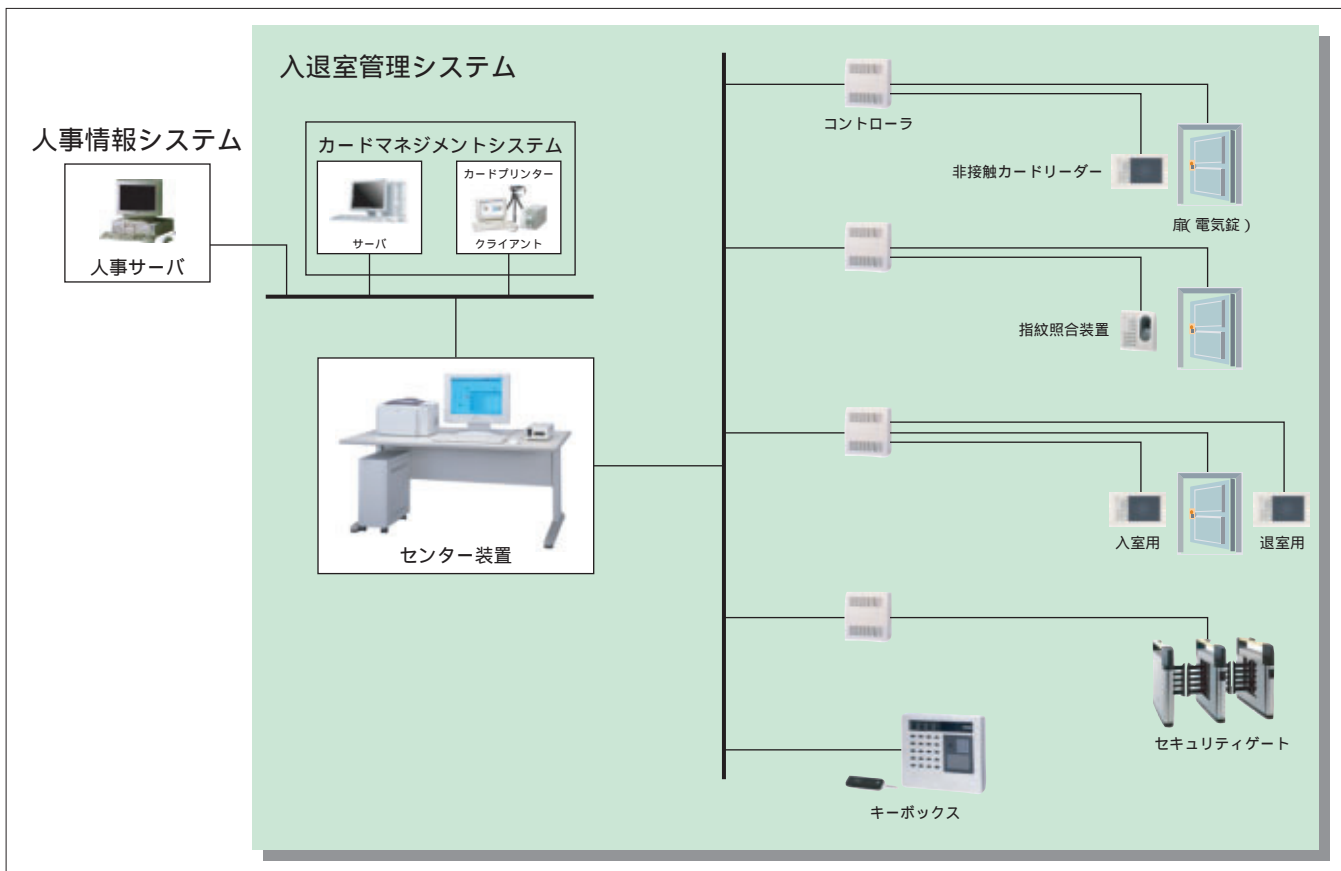 入退室管理システム
人事情報システム
人事サーバ
カードマネジメントシステム
サーバ
カードプリンター
クライアント
センター装置
コントローラ
非接触カードリーダー
扉(電気錠)
指紋照合装置
入室用
退室用
セキュリティゲート
キーボックス